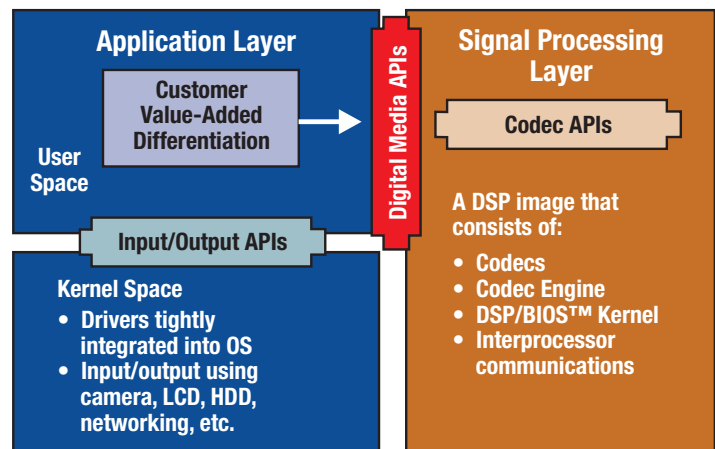 Application Layer
Customer
Value-Added
Differentiation
User
Space
Input/Output APIs
Kernel Space
• Drivers tightly
integrated into OS
• Input/output using
camera, LCD, HDD,
networking, etc.
Digital Media APIs
Signal Processing
Layer
Codec APIs
A DSP image that
consists of:
• Codecs
• Codec Engine
• DSP/BIOS™ Kernel
• Interprocessor
communications